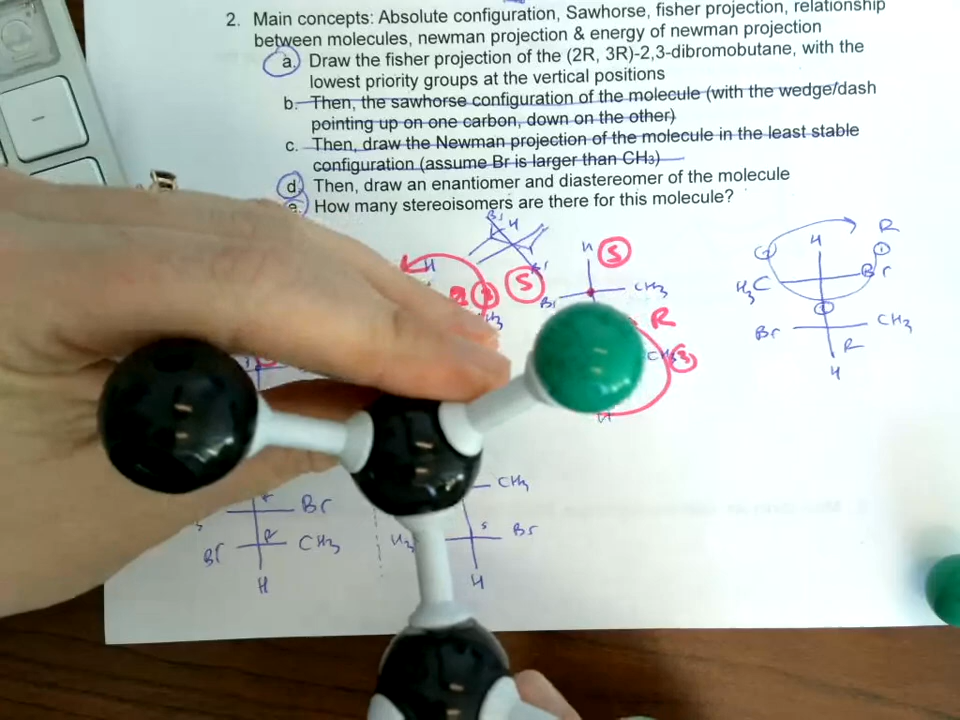 2. Main concepts: Absolute configuration, Sawhorse, fisher projection, relationship
between molecules, newman projection & energy of newman projection
a. Draw the fisher projection of the (2R, 3R)-2,3-dibromobutane, with the
lowest priority groups at the vertical positions
b. Then, the sawhorse configuration of the molecule (with the wedge/dash
pointing up on one carbon, down on the other)
c. Then, draw the Newman projection of the molecule in the least stable
configuration (assume Br is larger than CH3)
d. Then, draw an enantiomer and diastereomer of the molecule
e. How many stereoisomers are there for this molecule?
Br H
H S
H S
Br CH3
R
H
H R
H3C Br
Br CH3
R
H
Br
Br R CH3
H
CH3
H3 S Br
H